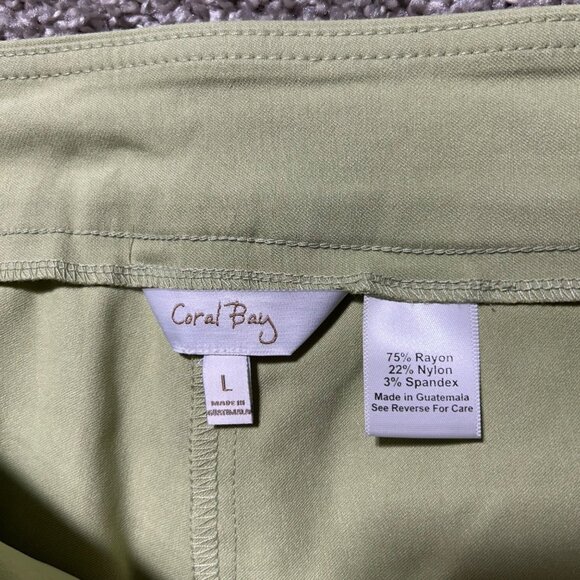 Coral Bay
L
MADE IN
GUATEMALA
75% Rayon
22% Nylon
3% Spandex
Made in Guatemala
See Reverse For Care